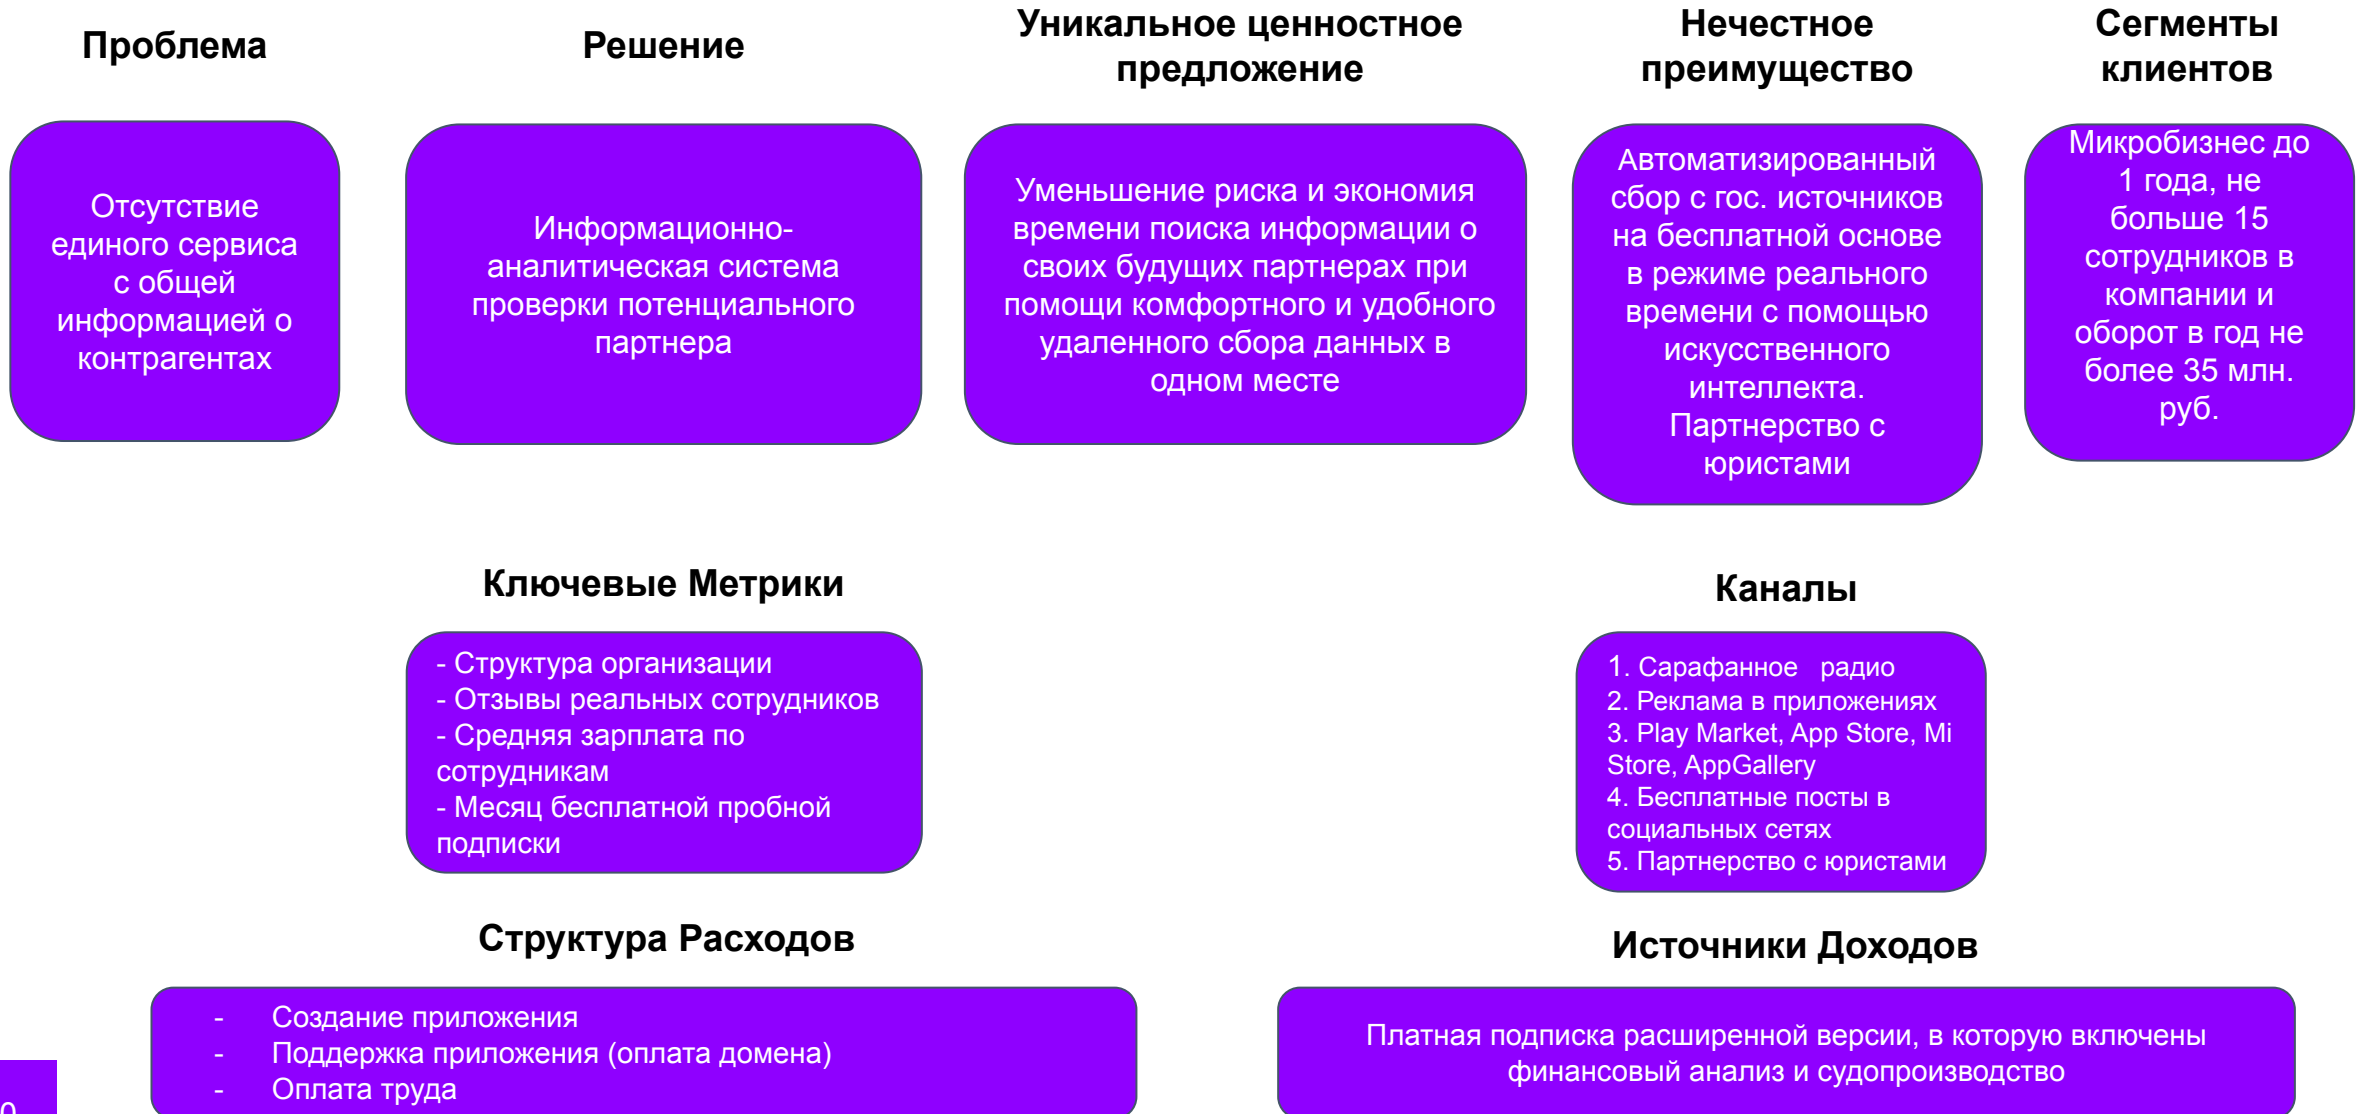 Проблема
Отсутствие
единого сервиса
с общей
информацией о
контрагентах
Решение
Информационно-
аналитическая система
проверки потенциального
партнера
Уникальное ценностное
предложение
Уменьшение риска и экономия
времени поиска информации о
своих будущих партнерах при
помощи комфортного и удобного
удаленного сбора данных в
одном месте
Нечестное
преимущество
Автоматизированный
сбор с гос. источников
на бесплатной основе
в режиме реального
времени с помощью
искусственного
интеллекта.
Партнерство с
юристами
Сегменты
клиентов
Микробизнес до
1 года, не
больше 15
сотрудников в
компании и
оборот в год не
более 35 млн.
руб.
Ключевые Метрики
- Структура организации
- Отзывы реальных сотрудников
- Средняя зарплата по
сотрудникам
- Месяц бесплатной пробной
подписки
Каналы
1. Сарафанное радио
2. Реклама в приложениях
3. Play Market, App Store, Mi
Store, AppGallery
4. Бесплатные посты в
социальных сетях
5. Партнерство с юристами
Структура Расходов
- Создание приложения
- Поддержка приложения (оплата домена)
- Оплата труда
Источники Доходов
Платная подписка расширенной версии, в которую включены
финансовый анализ и судопроизводство